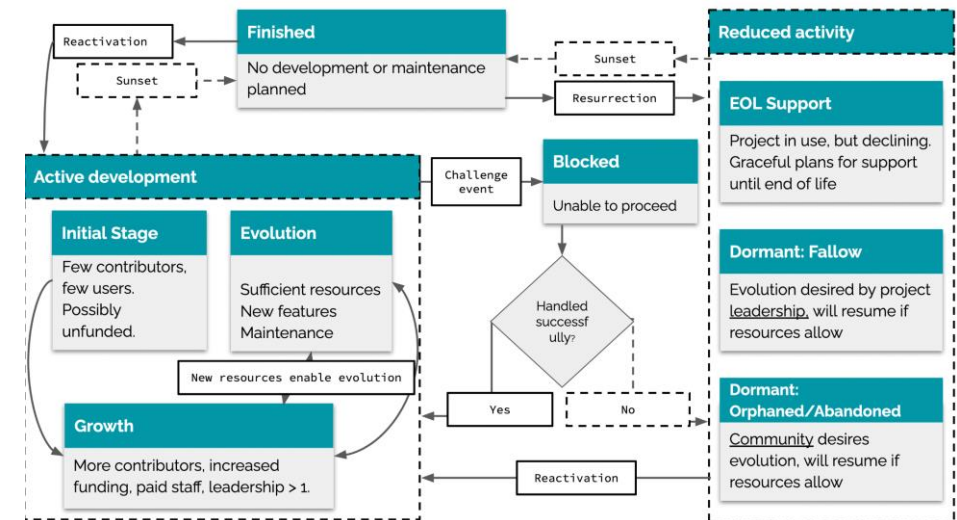 Finished
No development or maintenance
planned
Reactivation
Sunset
Sunset
Resurrection
Reduced activity
EOL Support
Project in use, but declining.
Graceful plans for support
until end of life
Dormant: Fallow
Evolution desired by project
leadership, will resume if
resources allow
Dormant:
Orphaned/Abandoned
Community desires
evolution, will resume if
resources allow
Active development
Initial Stage
Few contributors,
few users.
Possibly
unfunded.
Evolution
Sufficient resources
New features
Maintenance
New resources enable evolution
Growth
More contributors, increased
funding, paid staff, leadership > 1.
Challenge
event
Blocked
Unable to proceed
Handled
successf
ully?
Yes
No
Reactivation